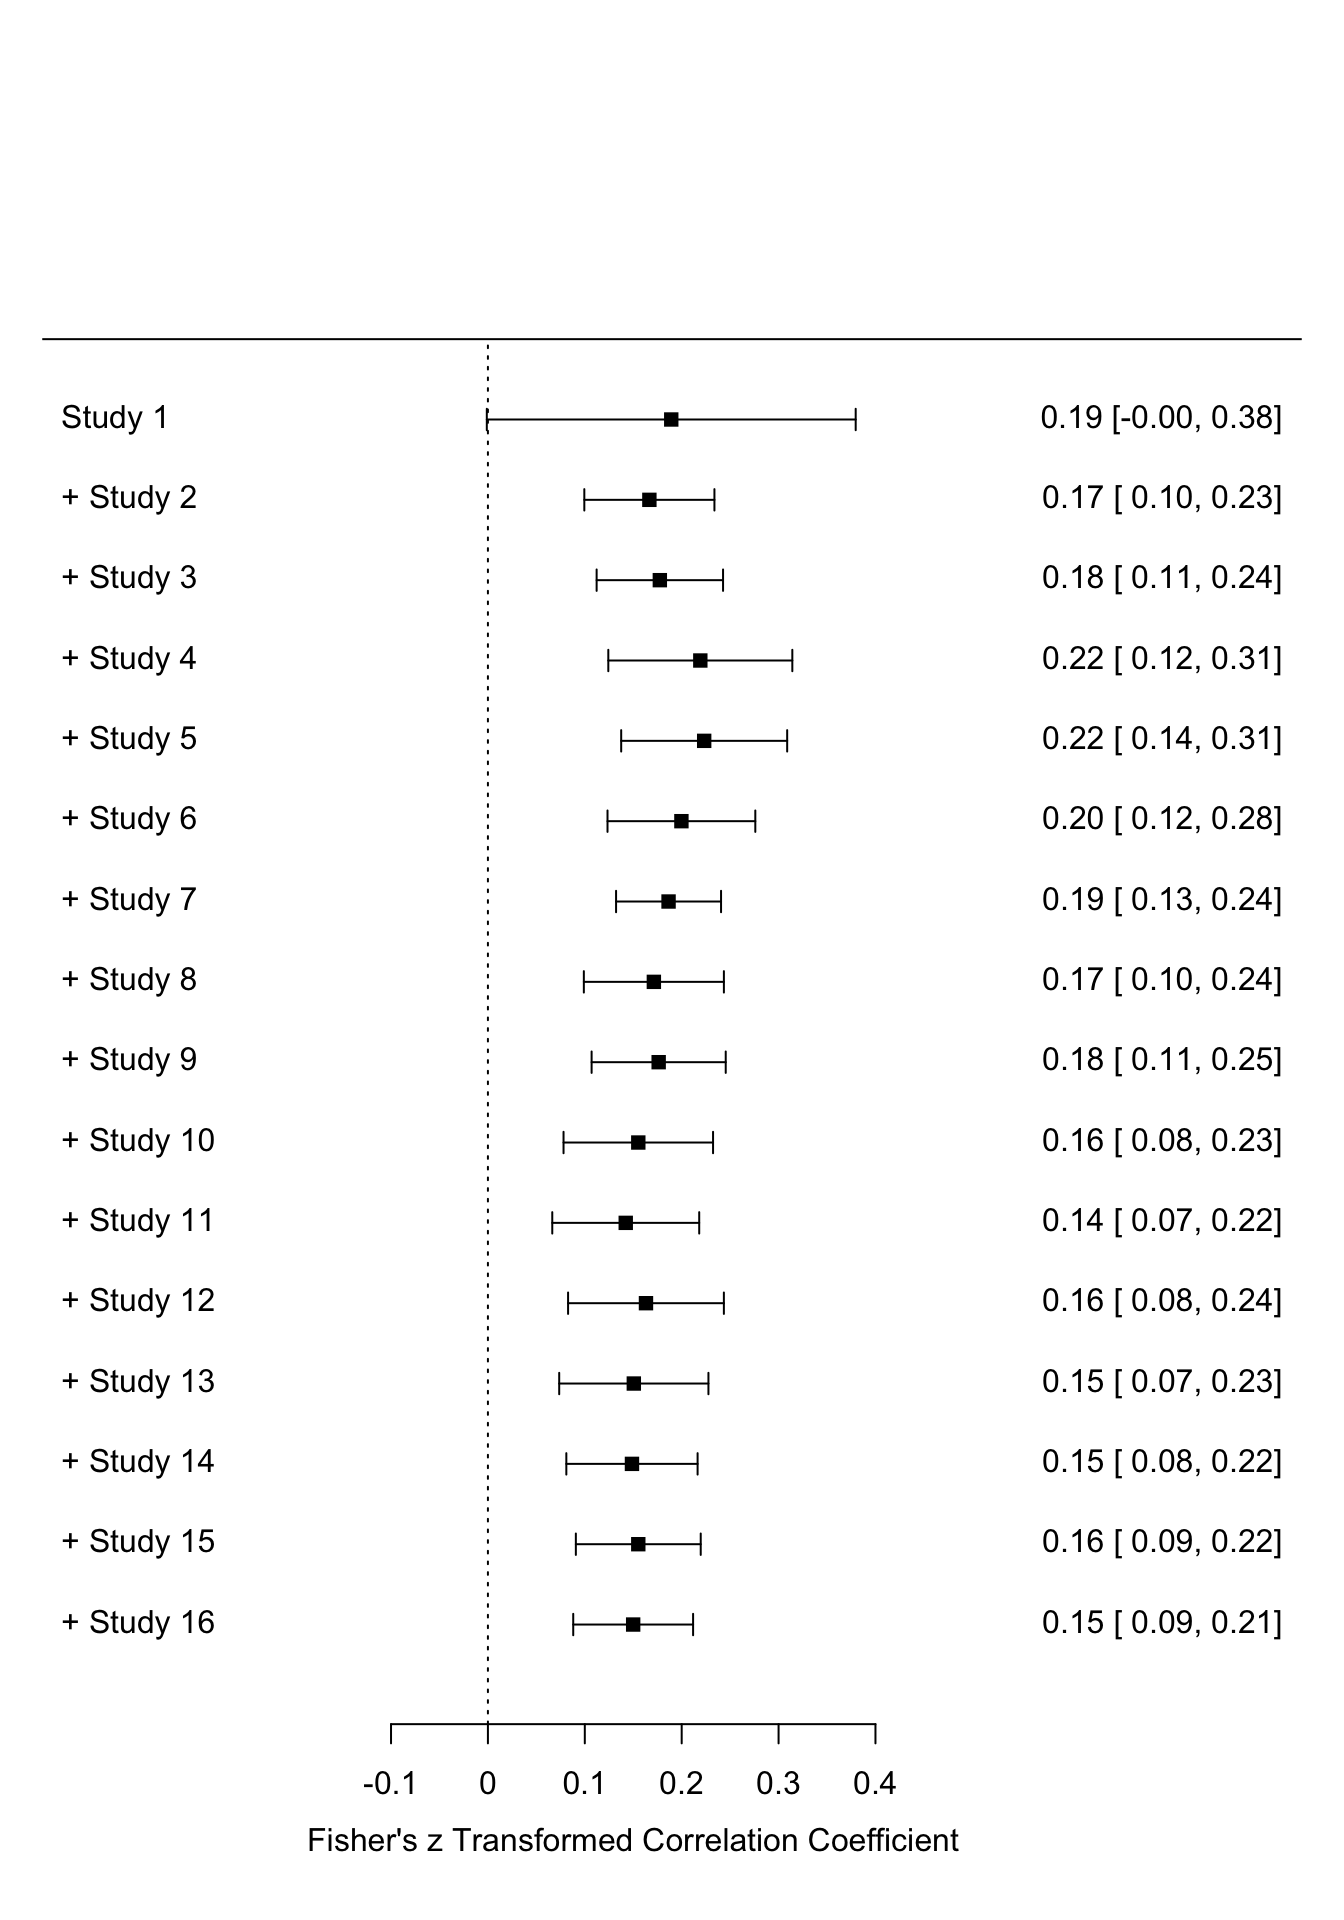 Study 1 0.19 [-0.00, 0.38]
+ Study 2 0.17 [ 0.10, 0.23]
+ Study 3 0.18 [ 0.11, 0.24]
+ Study 4 0.22 [ 0.12, 0.31]
+ Study 5 0.22 [ 0.14, 0.31]
+ Study 6 0.20 [ 0.12, 0.28]
+ Study 7 0.19 [ 0.13, 0.24]
+ Study 8 0.17 [ 0.10, 0.24]
+ Study 9 0.18 [ 0.11, 0.25]
+ Study 10 0.16 [ 0.08, 0.23]
+ Study 11 0.14 [ 0.07, 0.22]
+ Study 12 0.16 [ 0.08, 0.24]
+ Study 13 0.15 [ 0.07, 0.23]
+ Study 14 0.15 [ 0.08, 0.22]
+ Study 15 0.16 [ 0.09, 0.22]
+ Study 16 0.15 [ 0.09, 0.21]
-0.1 0 0.1 0.2 0.3 0.4
Fisher's z Transformed Correlation Coefficient